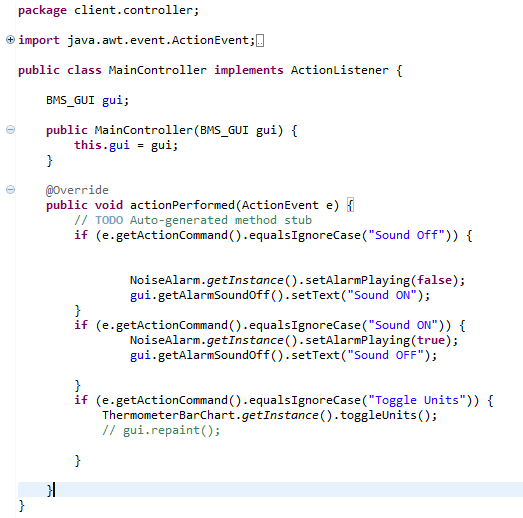 package client.controller;
import java.awt.event.ActionEvent;
public class MainController implements ActionListener {
BMS_GUI gui;
public MainController(BMS_GUI gui) {
this.gui = gui;
}
@Override
public void actionPerformed(ActionEvent e) {
// TODO Auto-generated method stub
if (e.getActionCommand().equalsIgnoreCase("Sound Off")) {
NoiseAlarm.getInstance().setAlarmPlaying(false);
gui.getAlarmSoundOff().setText("Sound ON");
}
if (e.getActionCommand().equalsIgnoreCase("Sound ON")) {
NoiseAlarm.getInstance().setAlarmPlaying(true);
gui.getAlarmSoundOff().setText("Sound OFF");
}
if (e.getActionCommand().equalsIgnoreCase("Toggle Units")) {
ThermometerBarChart.getInstance().toggleUnits();
// gui.repaint();
}
}
}